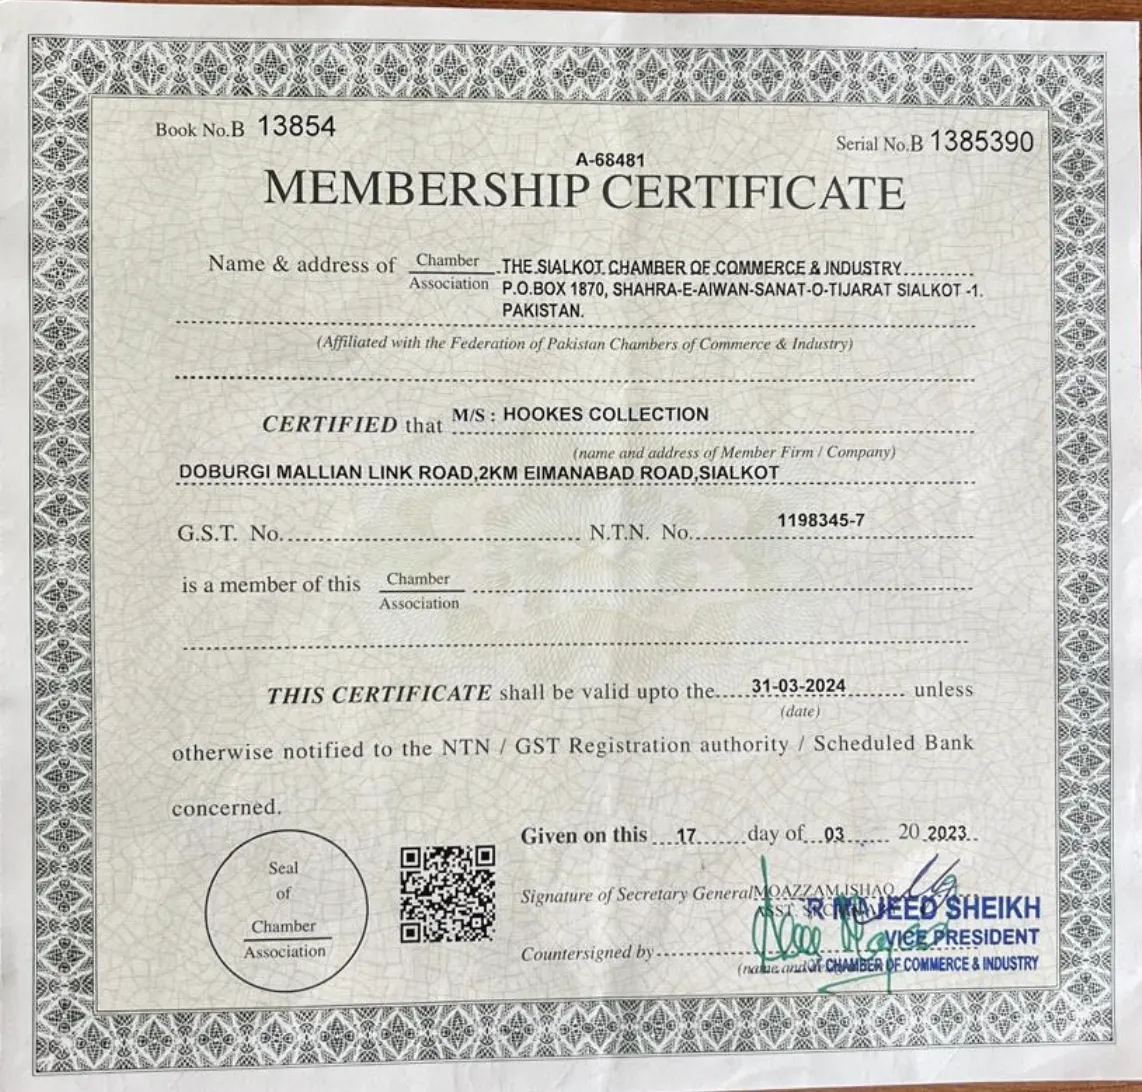 Book No.B 13854
Serial No.B 1385390
A-68481
MEMBERSHIP CERTIFICATE
Name & address of Chamber THE SIALKOT CHAMBER OF COMMERCE & INDUSTRY
Association P.O.BOX 1870, SHAHRA-E-AIWAN-SANAT-O-TIJARAT SIALKOT -1.
PAKISTAN.
(Affiliated with the Federation of Pakistan Chambers of Commerce & Industry)
CERTIFIED that M/S : HOOKES COLLECTION
(name and address of Member Firm / Company)
DOBURGI MALLIAN LINK ROAD,2KM EIMANABAD ROAD,SIALKOT
G.S.T. No. N.T.N. No. 1198345-7
is a member of this Chamber
Association
THIS CERTIFICATE shall be valid upto the 31-03-2024 unless
(date)
otherwise notified to the NTN / GST Registration authority / Scheduled Bank
concerned.
Given on this 17 day of 03 20 2023
Seal
of
Chamber
Association
Signature of Secretary General MOAZZAM ISHAQ
R MAJEED SHEIKH
VICE PRESIDENT
Countersigned by
(name and
CHAMBER OF COMMERCE & INDUSTRY